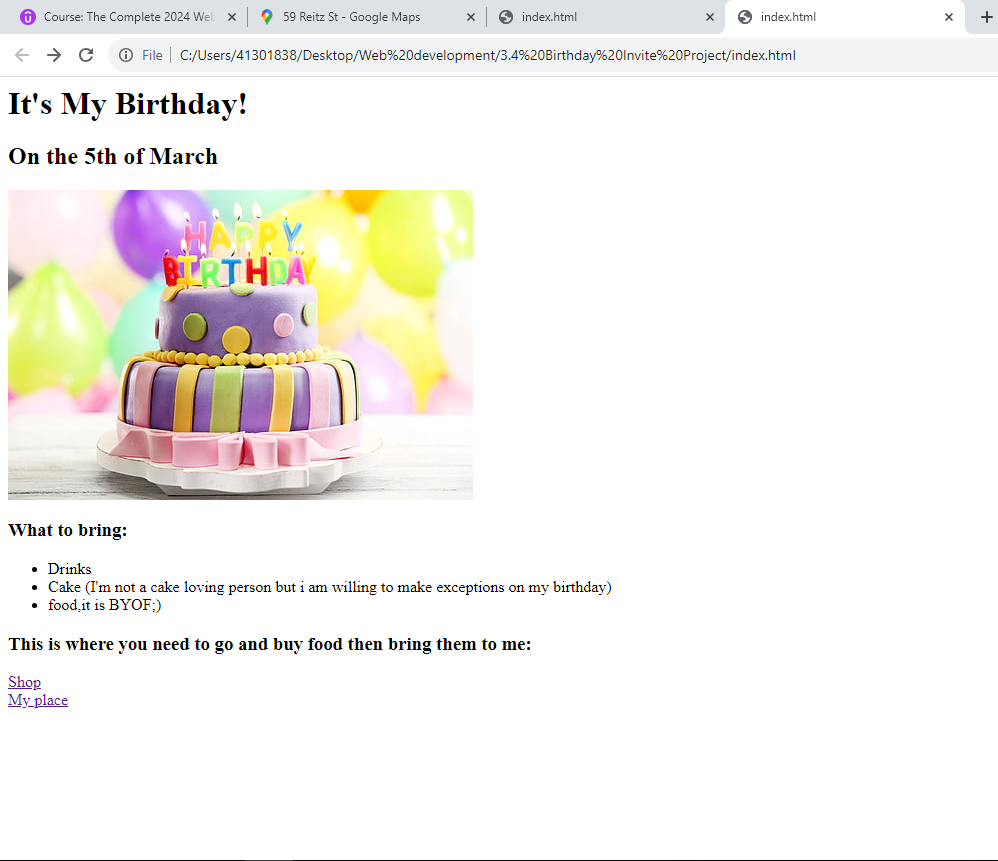 Course: The Complete 2024 Web
59 Reitz St - Google Maps
index.html
index.html
File
C:/Users/41301838/Desktop/Web%20development/3.4%20Birthday%20Invite%20Project/index.html
It's My Birthday!
On the 5th of March
HAPPY
BIRTHDAY
What to bring:
Drinks
Cake (I'm not a cake loving person but i am willing to make exceptions on my birthday)
food,it is BYOF;)
This is where you need to go and buy food then bring them to me:
Shop
My place